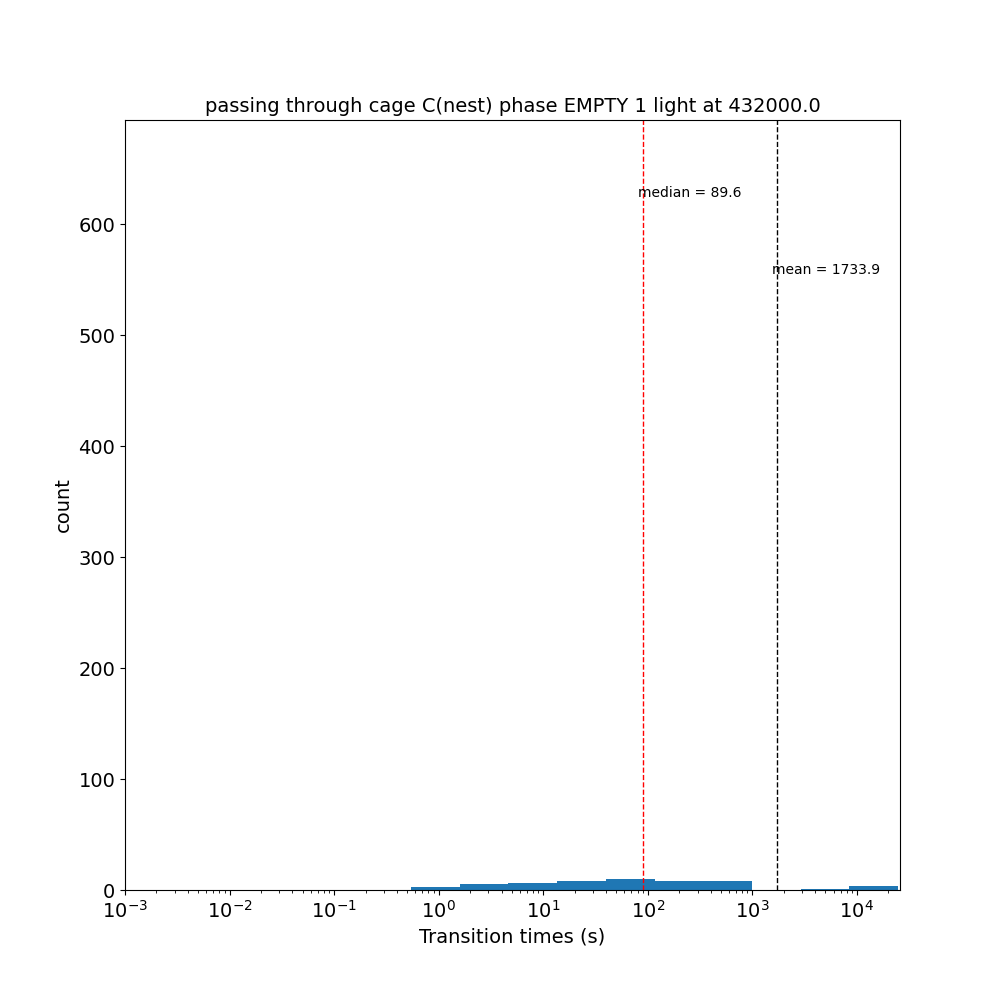 passing through cage C(nest) phase EMPTY 1 light at 432000.0
median = 89.6
mean = 1733.9
600
500
400
300
200
100
0
count
10^-3 10^-2 10^-1 10^0 10^1 10^2 10^3 10^4
Transition times (s)